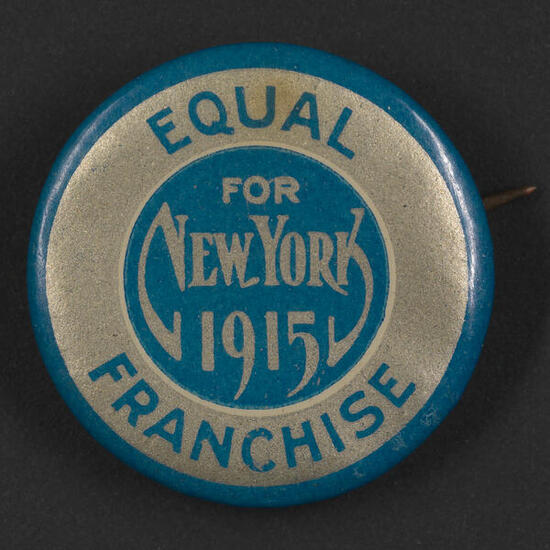 EQUAL
FOR
NEW YORK
1915
FRANCHISE